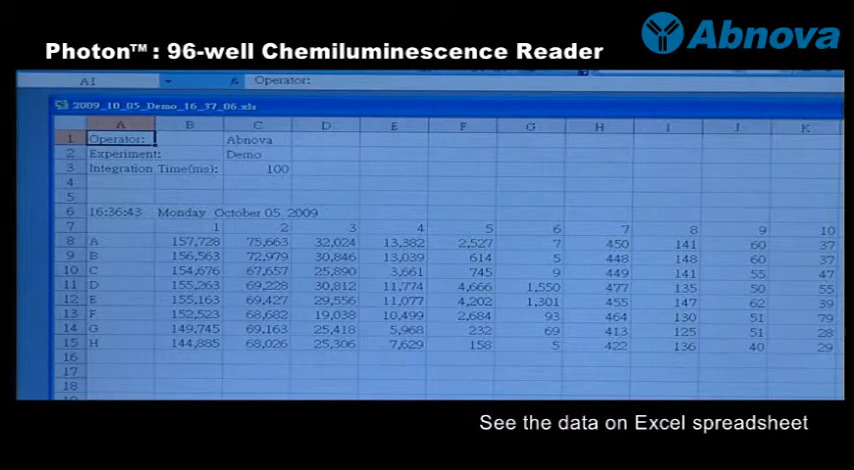 Photon™ : 96-well Chemiluminescence Reader
Abnova
A1 fx Operator:
2009_10_05_Demo_16_37_06.xls
A B C D E F G H I J K
1 Operator: Abnova
2 Experiment: Demo
3 Integration Time(ms): 100
4
5
6 16:36:43 Monday October 05, 2009
7 1 2 3 4 5 6 7 8 9 10
8 A 157,728 75,663 32,024 13,382 2,527 7 450 141 60 37
9 B 156,563 72,979 30,846 13,039 614 5 448 148 60 37
10 C 154,676 67,657 25,890 3,661 745 9 449 141 55 47
11 D 155,263 69,228 30,812 11,774 4,666 1,550 477 135 50 55
12 E 155,163 69,427 29,556 11,077 4,202 1,301 455 147 62 39
13 F 152,523 68,682 19,038 10,499 2,684 93 464 130 51 79
14 G 149,745 69,163 25,418 5,968 232 69 413 125 51 28
15 H 144,885 68,026 25,306 7,629 158 5 422 136 40 29
16
17
18
See the data on Excel spreadsheet